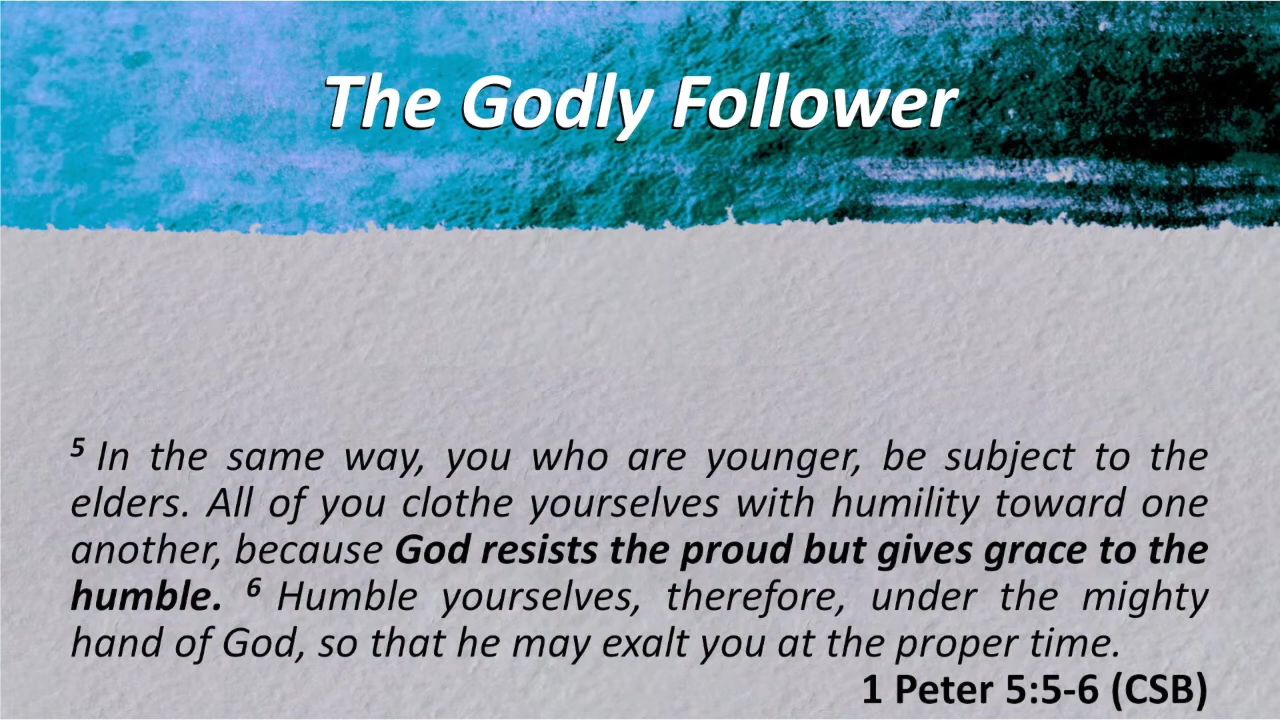 The Godly Follower
⁵ In the same way, you who are younger, be subject to the
elders. All of you clothe yourselves with humility toward one
another, because God resists the proud but gives grace to the
humble. ⁶ Humble yourselves, therefore, under the mighty
hand of God, so that he may exalt you at the proper time.
1 Peter 5:5-6 (CSB)